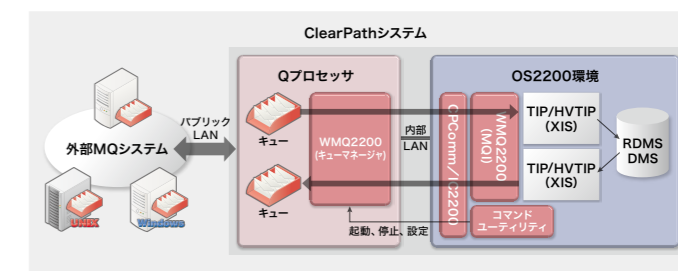 ClearPathシステム
Qプロセッサ
OS2200環境
パブリック
LAN
外部MQシステム
UNIX
Windows
キュー
キュー
WMQ2200
(キューマネージャ)
内部
LAN
CPComm/IC2200
WMQ2200
(MQI)
TIP/HVTIP
(XIS)
TIP/HVTIP
(XIS)
RDMS
DMS
起動、停止、設定
コマンド
ユーティリティ